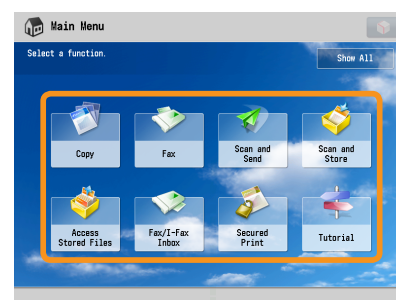 Main Menu
Select a function.
Show All
Copy
Fax
Scan and
Send
Scan and
Store
Access
Stored Files
Fax/I-Fax
Inbox
Secured
Print
Tutorial